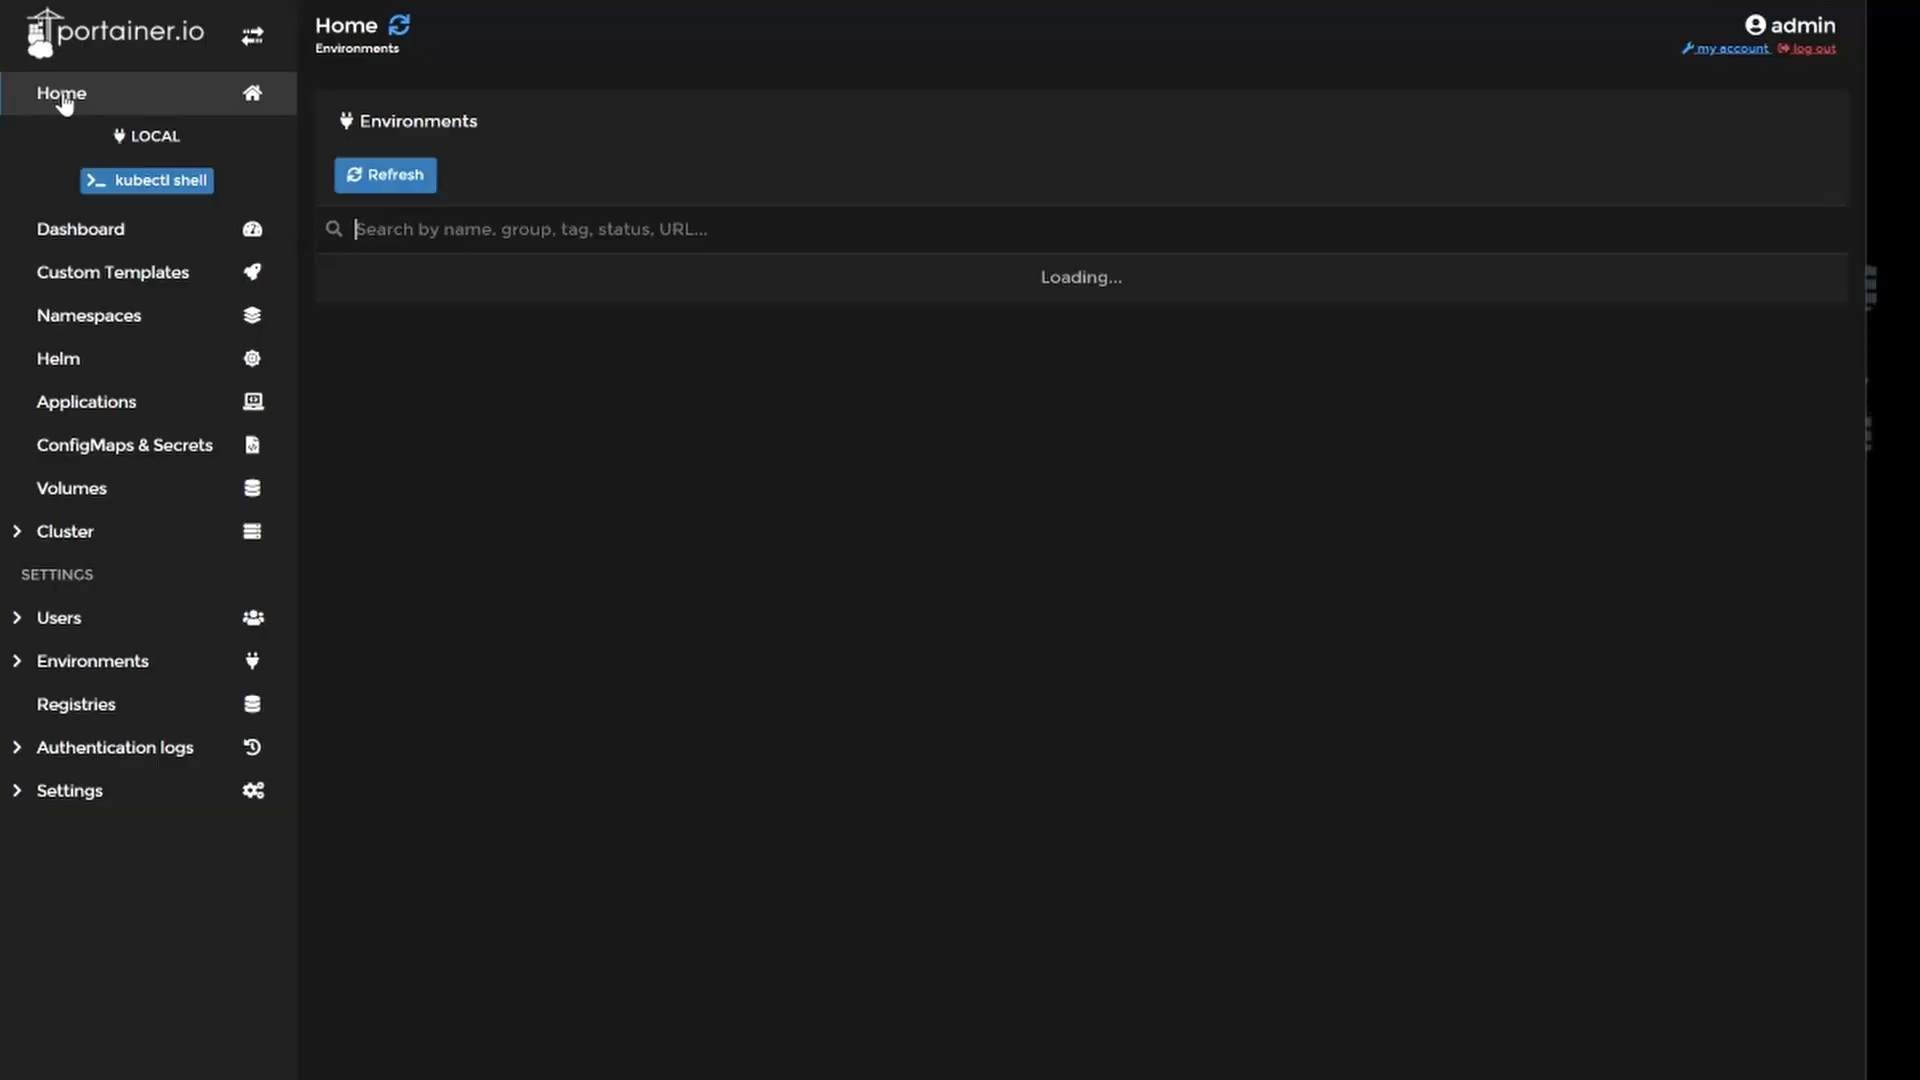 portainer.io
Home
LOCAL
kubectl shell
Dashboard
Custom Templates
Namespaces
Helm
Applications
ConfigMaps & Secrets
Volumes
Cluster
SETTINGS
Users
Environments
Registries
Authentication logs
Settings
Home
Environments
admin
my account
log out
Environments
Refresh
Search by name, group, tag, status, URL...
Loading...